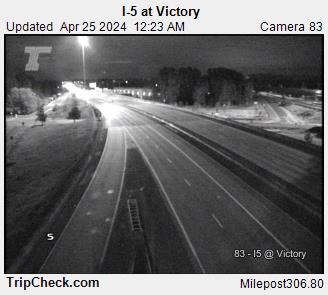 I-5 at Victory
Updated Apr 25 2024 12:23 AM Camera 83
T
S
83 - I5 @ Victory
TripCheck.com Milepost306.80